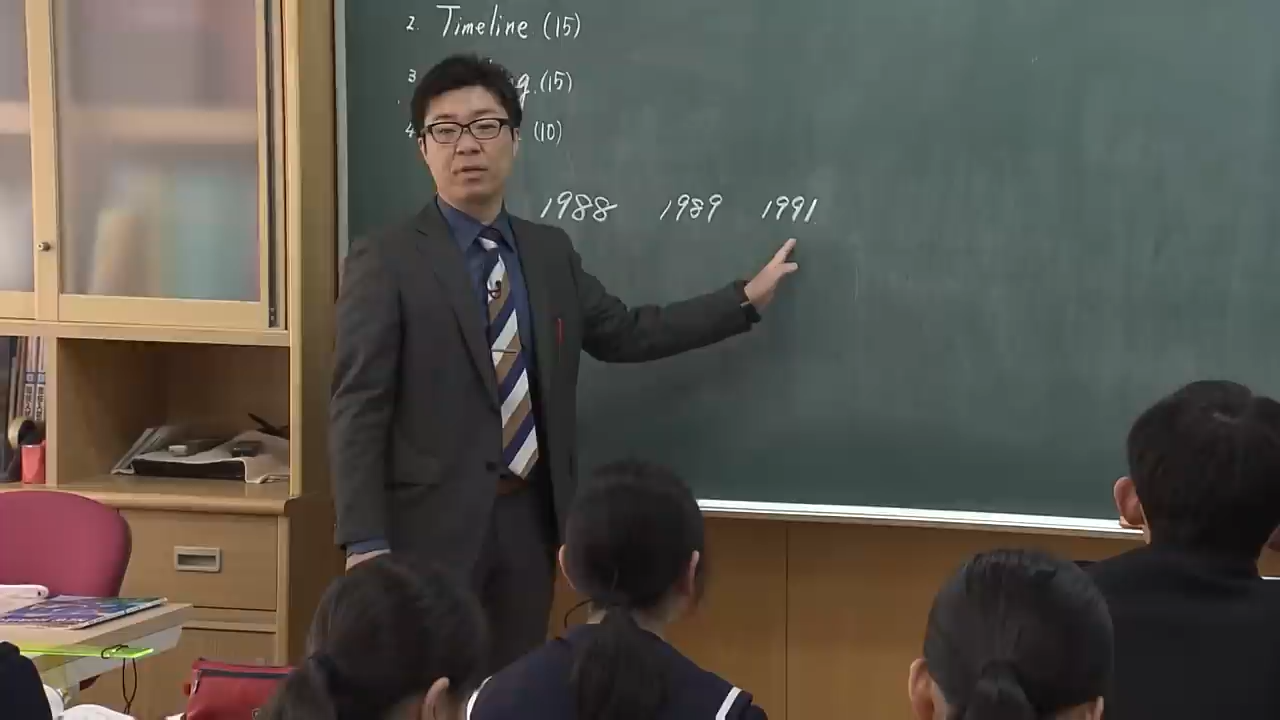 2. Timeline (15)
3 g. (15)
4 (10)
1988 1989 1991.